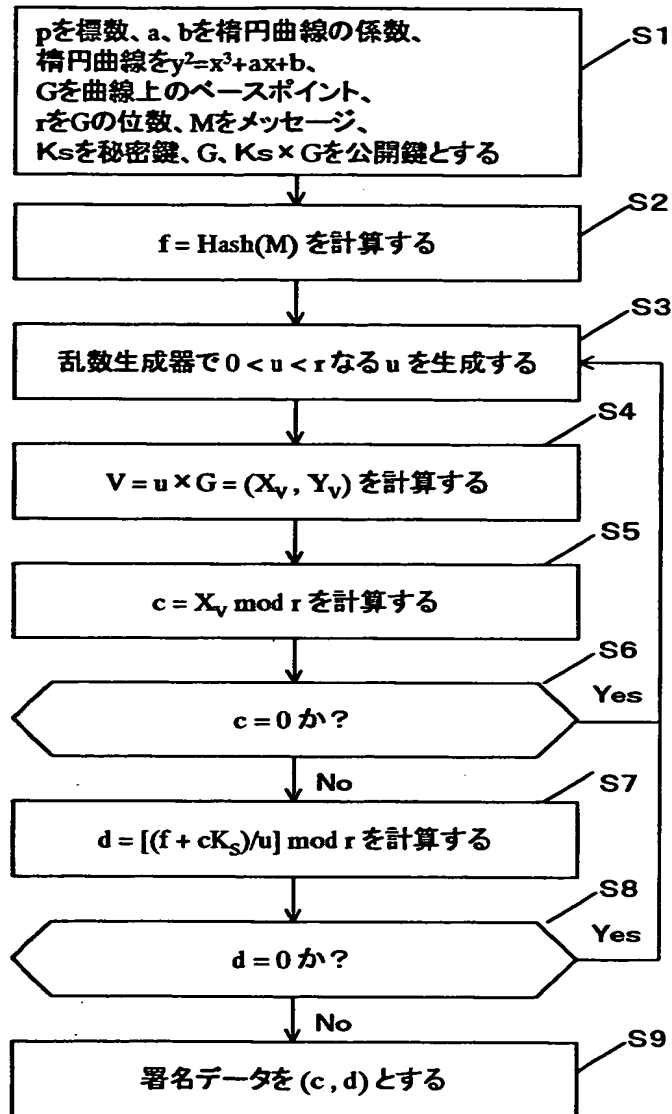 pを標数、a、bを楕円曲線の係数、
楕円曲線をy²=x³+ax+b、
Gを曲線上のベースポイント、
rをGの位数、Mをメッセージ、
Ksを秘密鍵、G、Ks×Gを公開鍵とする
S1
S2
f = Hash(M) を計算する
S3
乱数生成器で 0 < u < r なる u を生成する
S4
V = u × G = (X_V , Y_V) を計算する
S5
c = X_V mod r を計算する
S6
c = 0 か？
Yes
No
S7
d = [(f + cK_S)/u] mod r を計算する
S8
d = 0 か？
Yes
No
S9
署名データを (c , d) とする